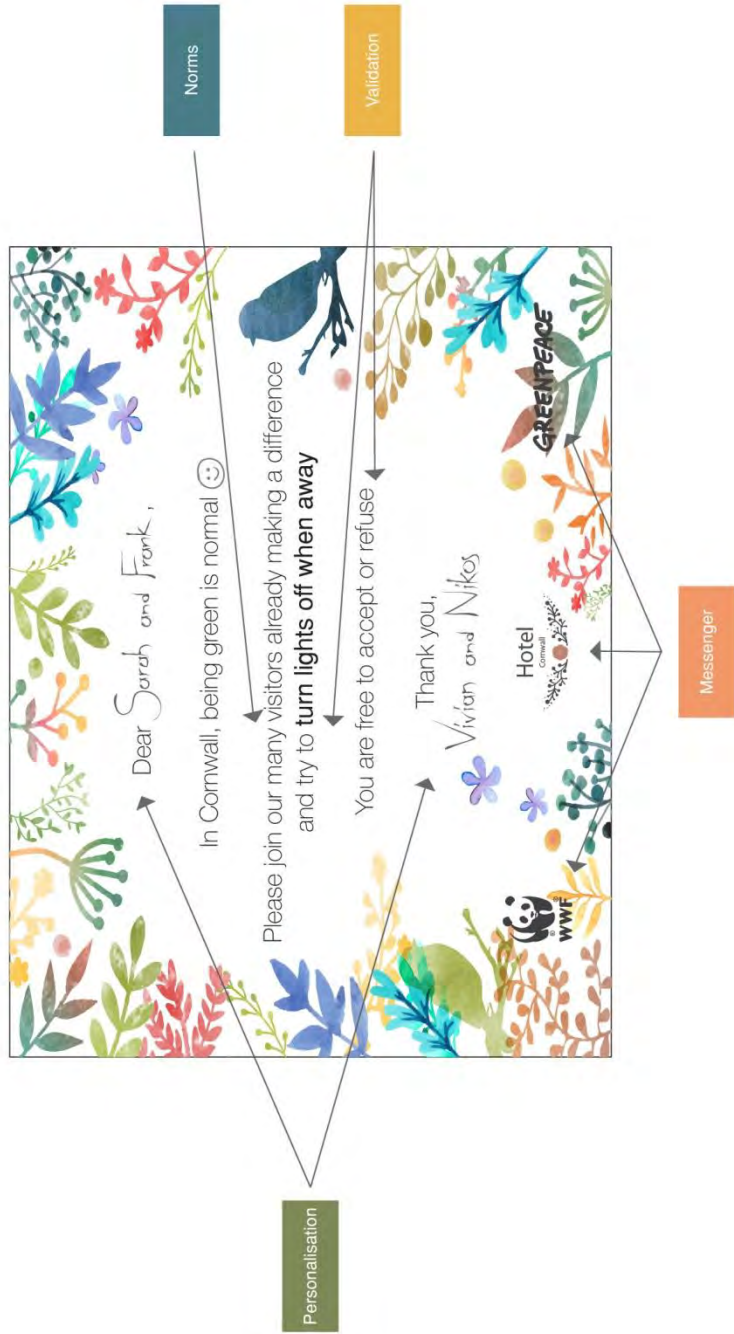 Norms
Validation
Dear Sarah and Frank,
In Cornwall, being green is normal ☺
Please join our many visitors already making a difference
and try to turn lights off when away
You are free to accept or refuse
Thank you,
Vivian and Nikos
WWF
Hotel
Cornwall
GREENPEACE
Personalisation
Messenger